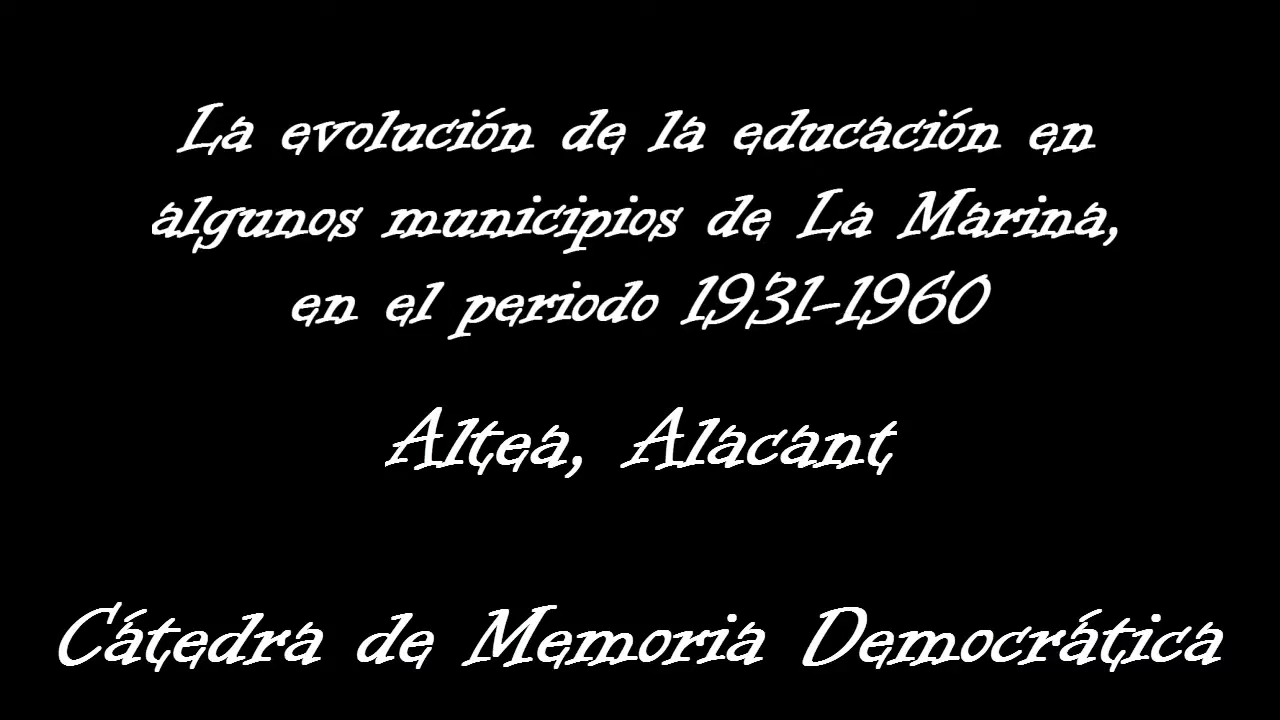 La evolución de la educación en
algunos municipios de La Marina,
en el periodo 1931-1960
Altea, Alacant
Cátedra de Memoria Democrática